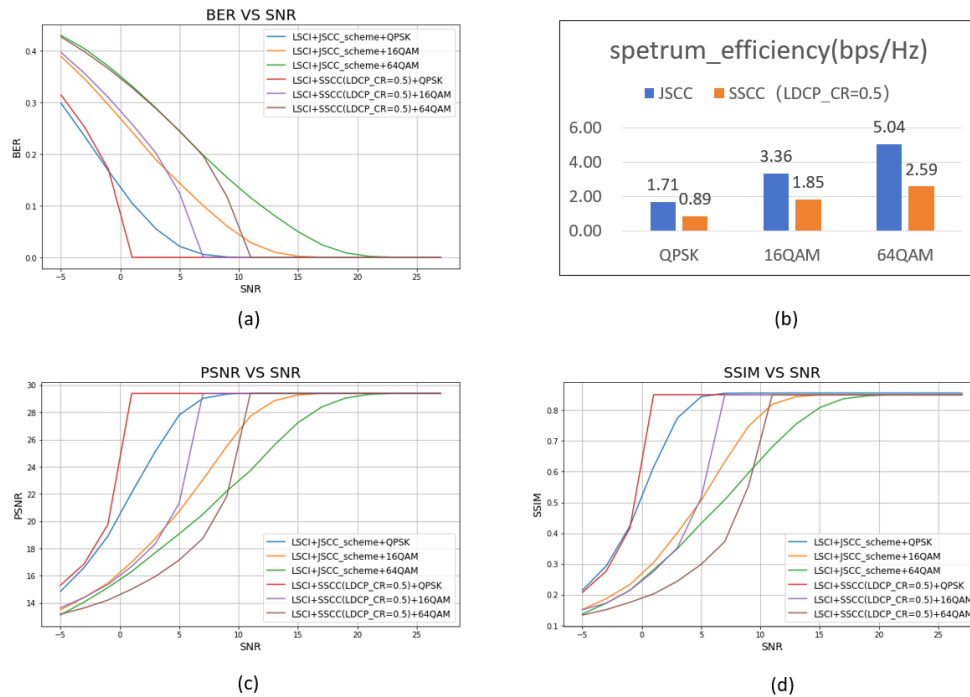 BER VS SNR
0.4
0.3
0.2
0.1
0.0
BER
−5
0
5
10
15
20
25
SNR
LSCI+JSCC_scheme+QPSK
LSCI+JSCC_scheme+16QAM
LSCI+JSCC_scheme+64QAM
LSCI+SSCC(LDCP_CR=0.5)+QPSK
LSCI+SSCC(LDCP_CR=0.5)+16QAM
LSCI+SSCC(LDCP_CR=0.5)+64QAM
(a)
spetrum_efficiency(bps/Hz)
JSCC SSCC（LDCP_CR=0.5）
6.00
4.00
2.00
0.00
1.71 0.89
3.36 1.85
5.04 2.59
QPSK 16QAM 64QAM
(b)
PSNR VS SNR
30
28
26
24
22
20
18
16
14
PSNR
−5
0
5
10
15
20
25
SNR
LSCI+JSCC_scheme+QPSK
LSCI+JSCC_scheme+16QAM
LSCI+JSCC_scheme+64QAM
LSCI+SSCC(LDCP_CR=0.5)+QPSK
LSCI+SSCC(LDCP_CR=0.5)+16QAM
LSCI+SSCC(LDCP_CR=0.5)+64QAM
(c)
SSIM VS SNR
0.8
0.7
0.6
0.5
0.4
0.3
0.2
0.1
SSIM
−5
0
5
10
15
20
25
SNR
LSCI+JSCC_scheme+QPSK
LSCI+JSCC_scheme+16QAM
LSCI+JSCC_scheme+64QAM
LSCI+SSCC(LDCP_CR=0.5)+QPSK
LSCI+SSCC(LDCP_CR=0.5)+16QAM
LSCI+SSCC(LDCP_CR=0.5)+64QAM
(d)